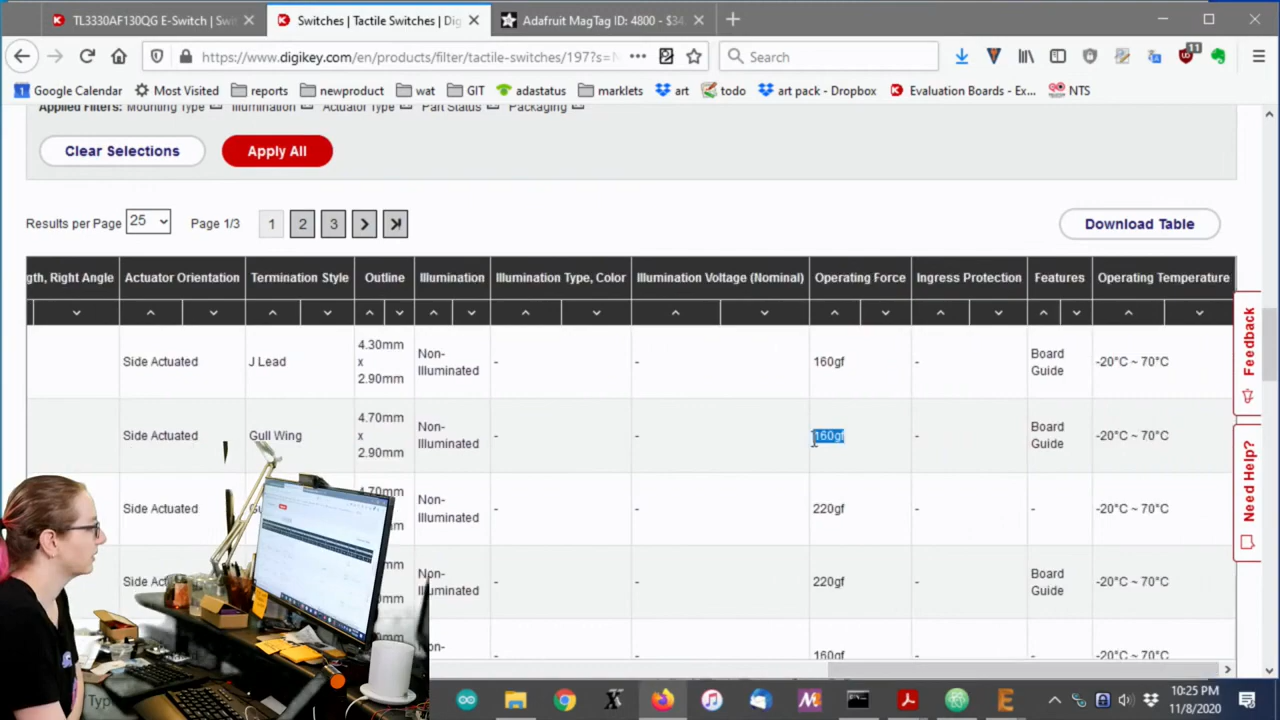 TL3330AF130QG E-Switch | Swi
Switches | Tactile Switches | Dig
Adafruit MagTag ID: 4800 - $34.
https://www.digikey.com/en/products/filter/tactile-switches/197?s=N
Search
11
Google Calendar
Most Visited
reports
newproduct
wat
GIT
adastatus
marklets
art
todo
art pack - Dropbox
Evaluation Boards - Ex…
NTS
Applied Filters: Mounting Type Illumination Actuator Type Part Status Packaging
Clear Selections
Apply All
Results per Page 25 Page 1/3 1 2 3
Download Table
gth, Right Angle Actuator Orientation Termination Style Outline Illumination Illumination Type, Color Illumination Voltage (Nominal) Operating Force Ingress Protection Features Operating Temperature
Side Actuated J Lead 4.30mm x 2.90mm Non-Illuminated - - 160gf - Board Guide -20°C ~ 70°C
Side Actuated Gull Wing 4.70mm x 2.90mm Non-Illuminated - - 160gf - Board Guide -20°C ~ 70°C
Side Actuated 4.70mm Non-Illuminated - - 220gf - - -20°C ~ 70°C
Side Actuated Non-Illuminated - - 220gf - Board Guide -20°C ~ 70°C
160gf
Feedback
Need Help?
Typ
10:25 PM
11/8/2020